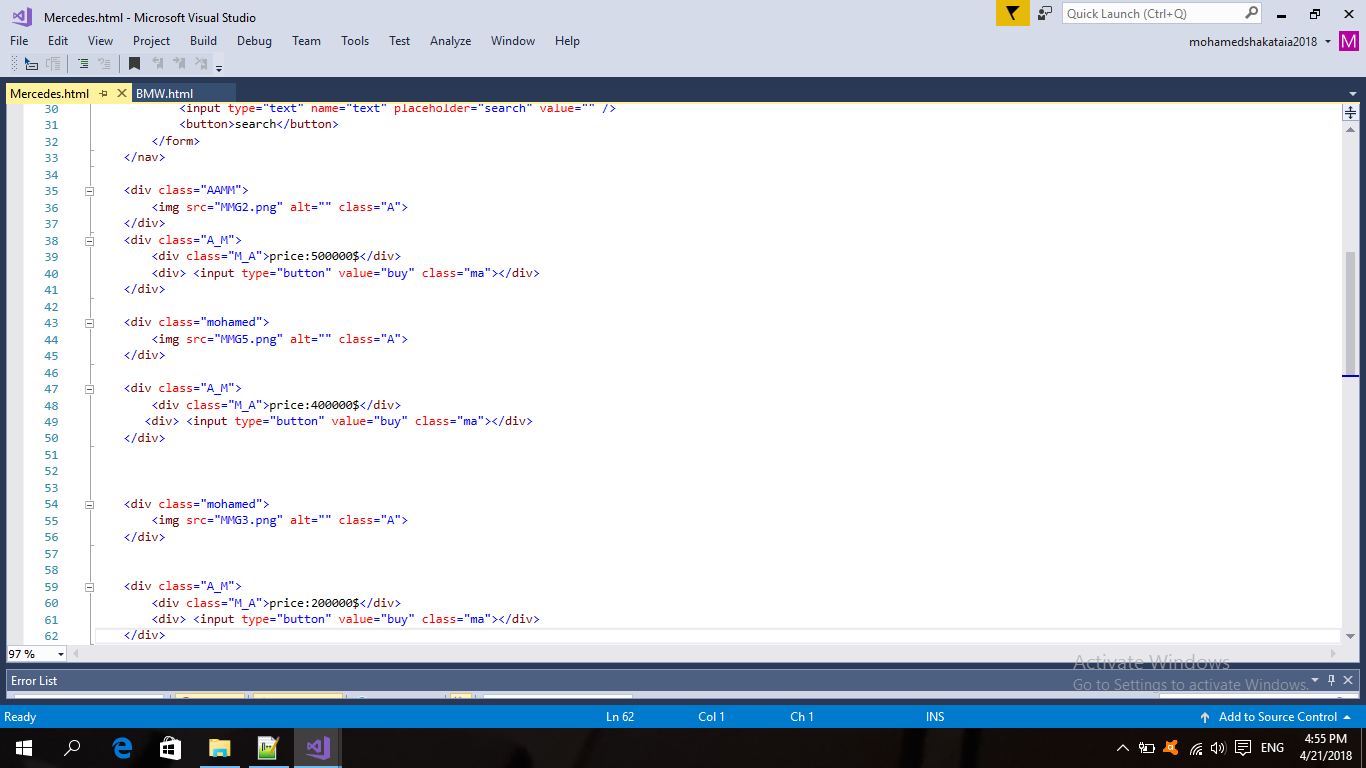 Mercedes.html - Microsoft Visual Studio
Quick Launch (Ctrl+Q)
File Edit View Project Build Debug Team Tools Test Analyze Window Help
mohamedshakataia2018 M
Mercedes.html BMW.html
30 <input type="text" name="text" placeholder="search" value="" />
31 <button>search</button>
32 </form>
33 </nav>
34
35 <div class="AAMM">
36 <img src="MMG2.png" alt="" class="A">
37 </div>
38 <div class="A_M">
39 <div class="M_A">price:500000$</div>
40 <div> <input type="button" value="buy" class="ma"></div>
41 </div>
42
43 <div class="mohamed">
44 <img src="MMG5.png" alt="" class="A">
45 </div>
46
47 <div class="A_M">
48 <div class="M_A">price:400000$</div>
49 <div> <input type="button" value="buy" class="ma"></div>
50 </div>
51
52
53
54 <div class="mohamed">
55 <img src="MMG3.png" alt="" class="A">
56 </div>
57
58
59 <div class="A_M">
60 <div class="M_A">price:200000$</div>
61 <div> <input type="button" value="buy" class="ma"></div>
62 </div>
97 %
Activate Windows
Go to Settings to activate Windows.
Error List
Ready Ln 62 Col 1 Ch 1 INS Add to Source Control
ENG 4:55 PM
4/21/2018